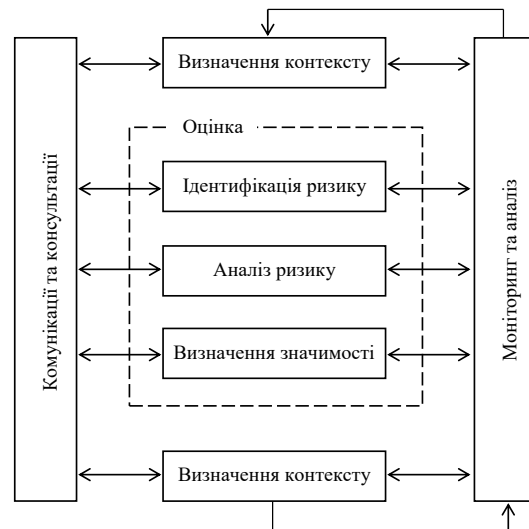 Комунікації та консультації
Визначення контексту
Оцінка
Ідентифікація ризику
Аналіз ризику
Визначення значимості
Визначення контексту
Моніторинг та аналіз